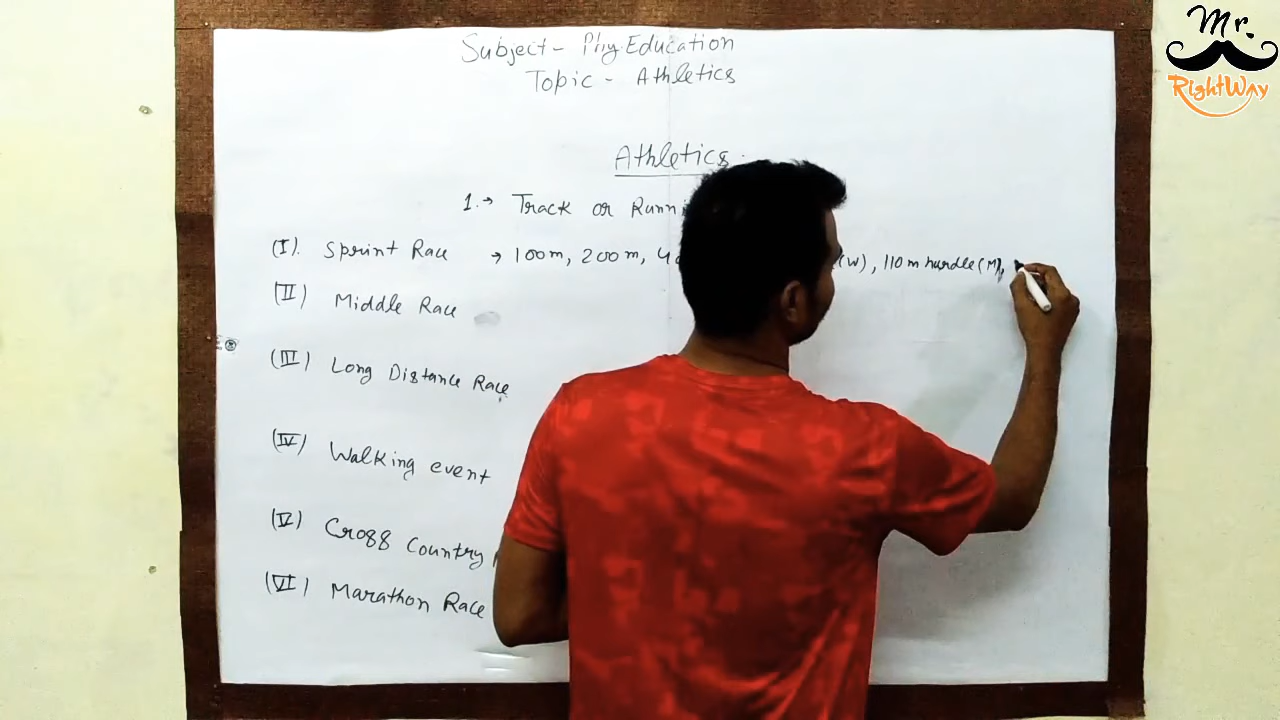 Mr.
RightWay
Subject - Phy Education
Topic - Athletics
Athletics
1.→ Track or Runni
(I). Sprint Race → 100m, 200m, 40 (W), 110m hurdle (M),
(II) Middle Race
(III) Long Distance Race
(IV) Walking event
(V) Cross Country
(VI) Marathon Race